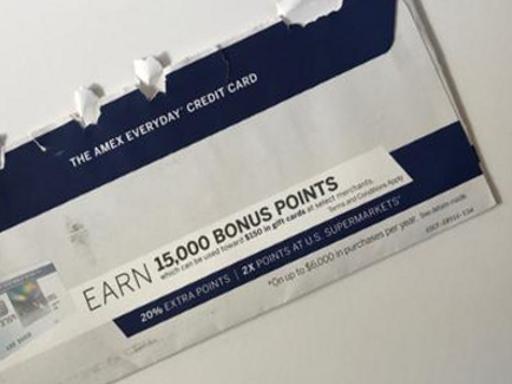 THE AMEX EVERYDAY® CREDIT CARD
EARN 15,000 BONUS POINTS
which can be used toward $150 in gift cards at select merchants.
Terms and Conditions Apply
20% EXTRA POINTS | 2X POINTS AT U.S. SUPERMARKETS*
*On up to $6,000 in purchases per year. See details inside.